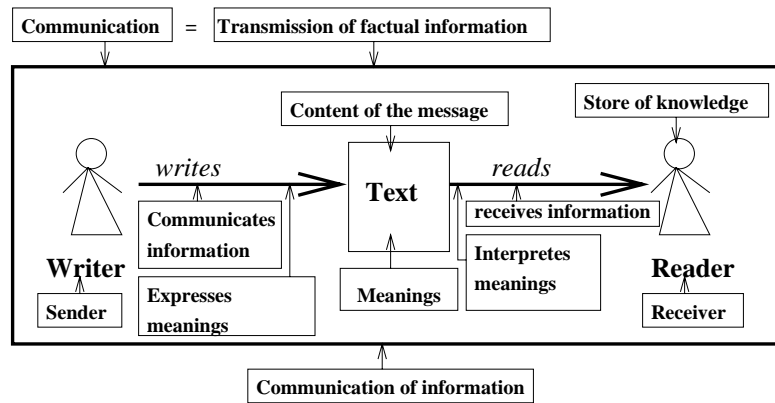 Communication = Transmission of factual information
Content of the message
Store of knowledge
writes
reads
Text
Communicates
information
receives information
Writer
Expresses
meanings
Meanings
Interpretes
meanings
Reader
Sender
Receiver
Communication of information